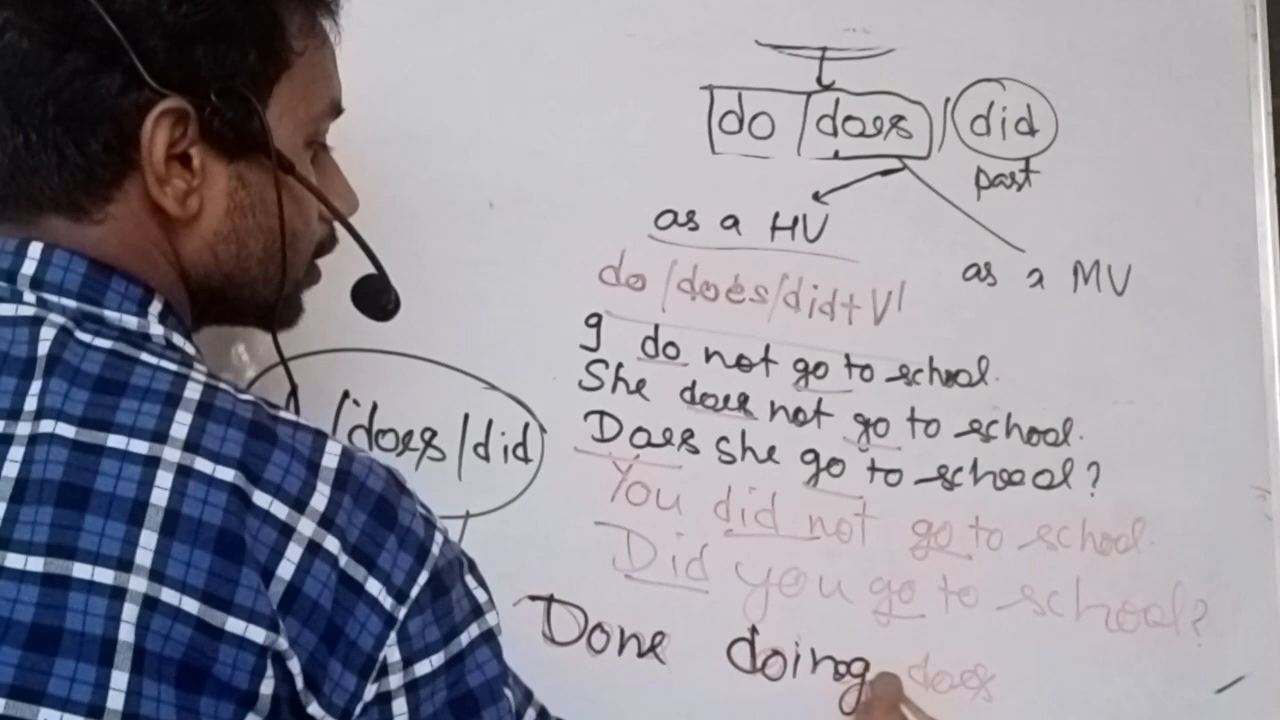 do does / did
past
as a HV
as a MV
do/does/did+V1
I do not go to school.
She does not go to school.
Does she go to school?
/does/did
You did not go to school.
Did you go to school?
Done doing does